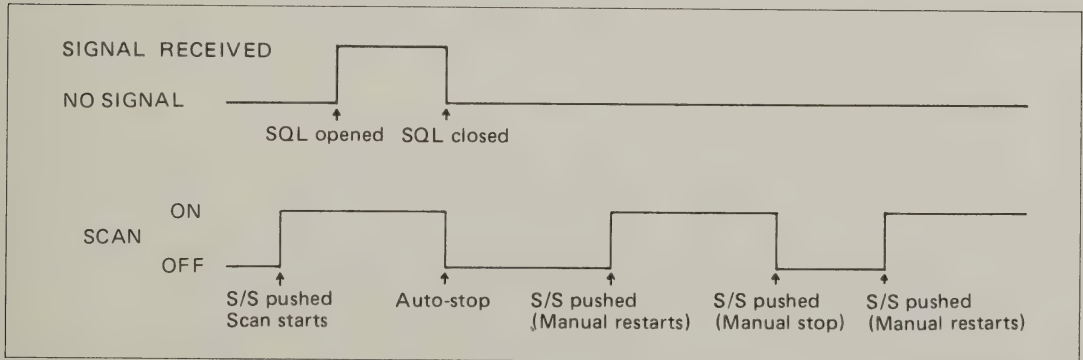 SIGNAL RECEIVED
NO SIGNAL
SQL opened SQL closed
ON
SCAN
OFF
S/S pushed
Scan starts
Auto-stop
S/S pushed
(Manual restarts)
S/S pushed
(Manual stop)
S/S pushed
(Manual restarts)